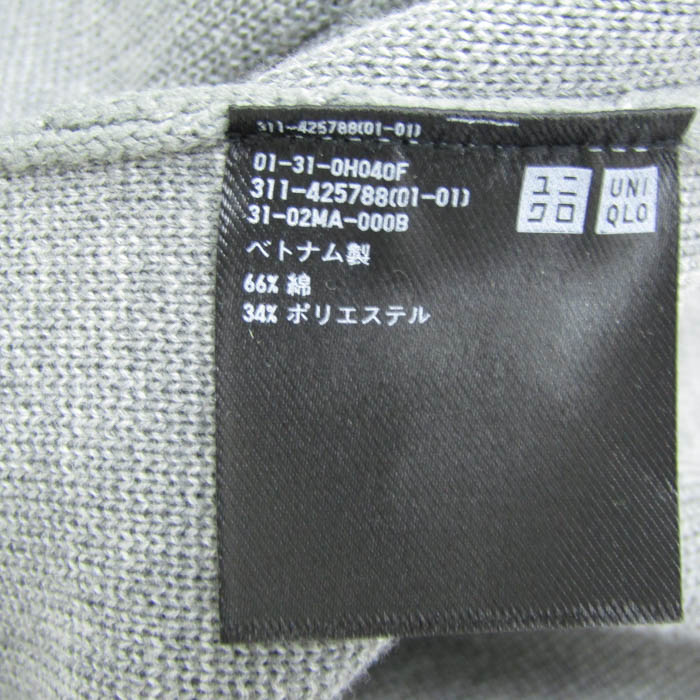 311-425788(01-01)
01-31-0H040F
311-425788(01-01)
31-02MA-000B
ベトナム製
66% 綿
34% ポリエステル
ユニ
クロ
UNI
QLO